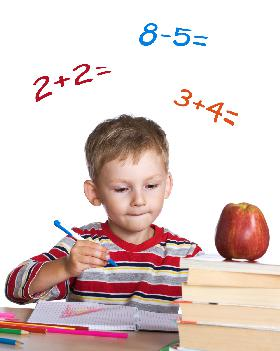 8-5=
2+2=
3+4=